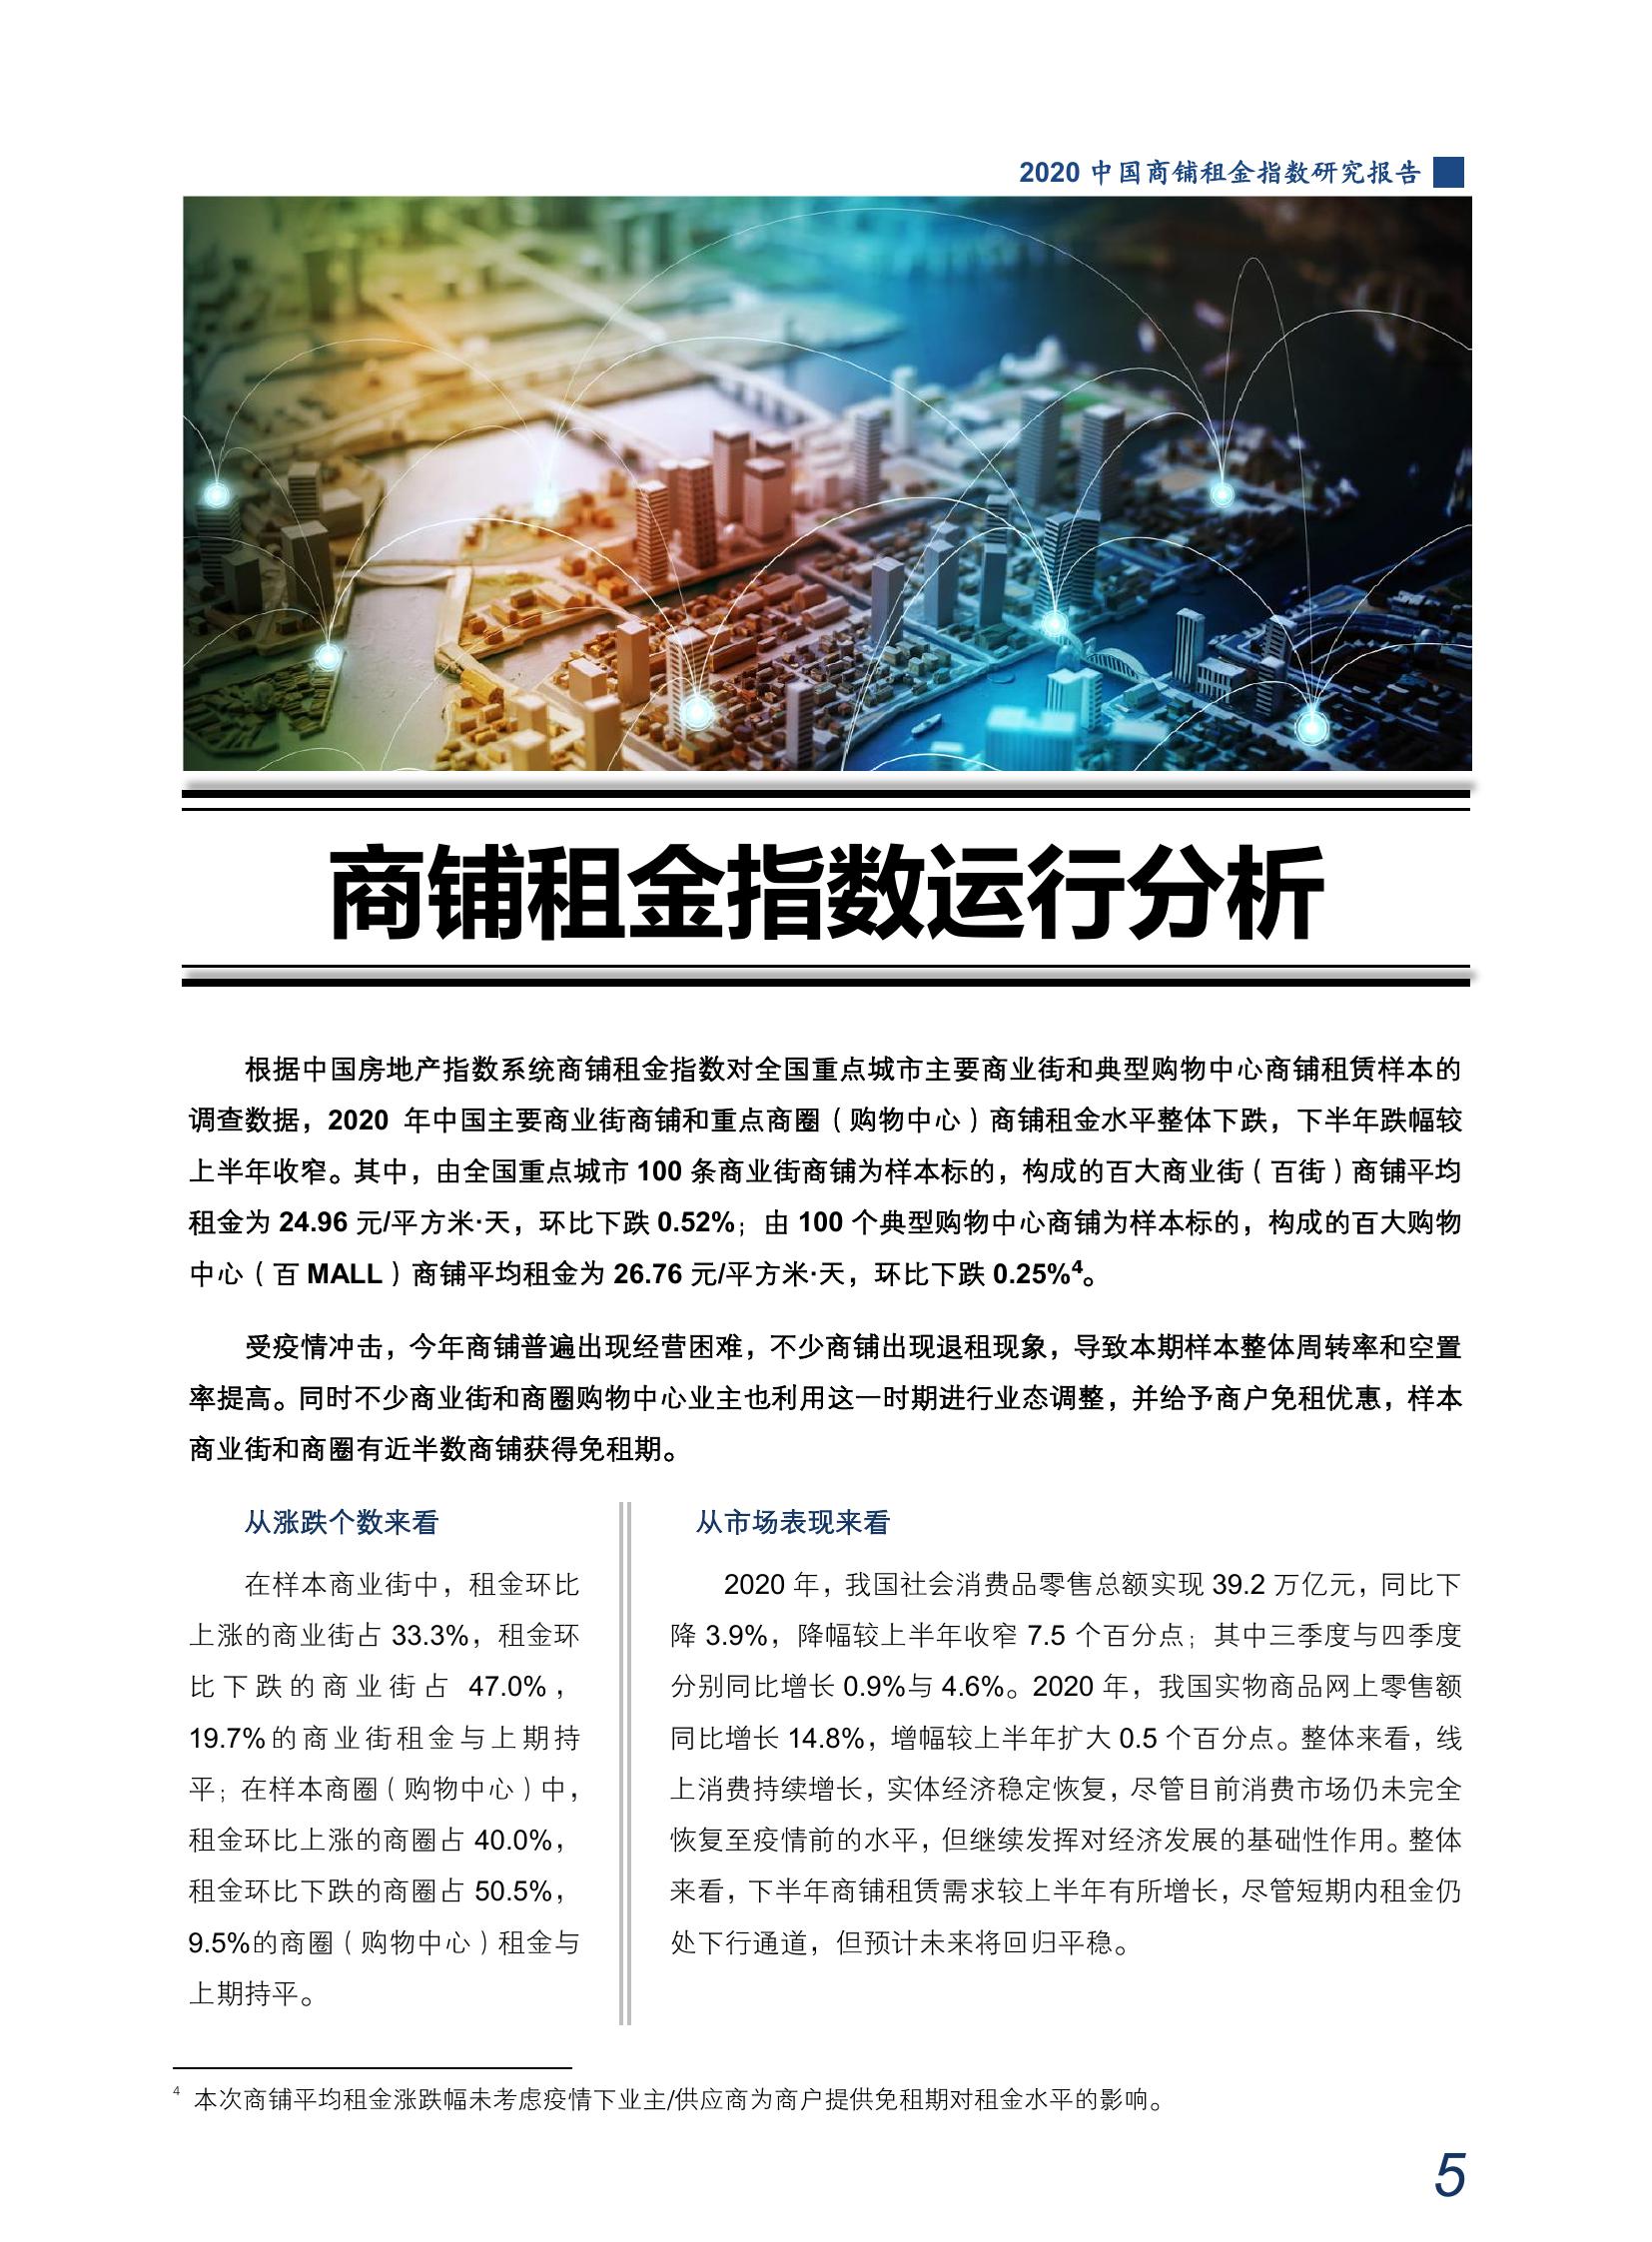 2020 中国商铺租金指数研究报告
商铺租金指数运行分析
根据中国房地产指数系统商铺租金指数对全国重点城市主要商业街和典型购物中心商铺租赁样本的
调查数据，2020 年中国主要商业街商铺和重点商圈（购物中心）商铺租金水平整体下跌，下半年跌幅较
上半年收窄。其中，由全国重点城市 100 条商业街商铺为样本标的，构成的百大商业街（百街）商铺平均
租金为 24.96 元/平方米·天，环比下跌 0.52%；由 100 个典型购物中心商铺为样本标的，构成的百大购物
中心（百 MALL）商铺平均租金为 26.76 元/平方米·天，环比下跌 0.25%⁴。
受疫情冲击，今年商铺普遍出现经营困难，不少商铺出现退租现象，导致本期样本整体周转率和空置
率提高。同时不少商业街和商圈购物中心业主也利用这一时期进行业态调整，并给予商户免租优惠，样本
商业街和商圈有近半数商铺获得免租期。
从涨跌个数来看
在样本商业街中，租金环比
上涨的商业街占 33.3%，租金环
比下跌的商业街占 47.0%，
19.7%的商业街租金与上期持
平；在样本商圈（购物中心）中，
租金环比上涨的商圈占 40.0%，
租金环比下跌的商圈占 50.5%，
9.5%的商圈（购物中心）租金与
上期持平。
从市场表现来看
2020 年，我国社会消费品零售总额实现 39.2 万亿元，同比下
降 3.9%，降幅较上半年收窄 7.5 个百分点；其中三季度与四季度
分别同比增长 0.9%与 4.6%。2020 年，我国实物商品网上零售额
同比增长 14.8%，增幅较上半年扩大 0.5 个百分点。整体来看，线
上消费持续增长，实体经济稳定恢复，尽管目前消费市场仍未完全
恢复至疫情前的水平，但继续发挥对经济发展的基础性作用。整体
来看，下半年商铺租赁需求较上半年有所增长，尽管短期内租金仍
处下行通道，但预计未来将回归平稳。
⁴ 本次商铺平均租金涨跌幅未考虑疫情下业主/供应商为商户提供免租期对租金水平的影响。
5